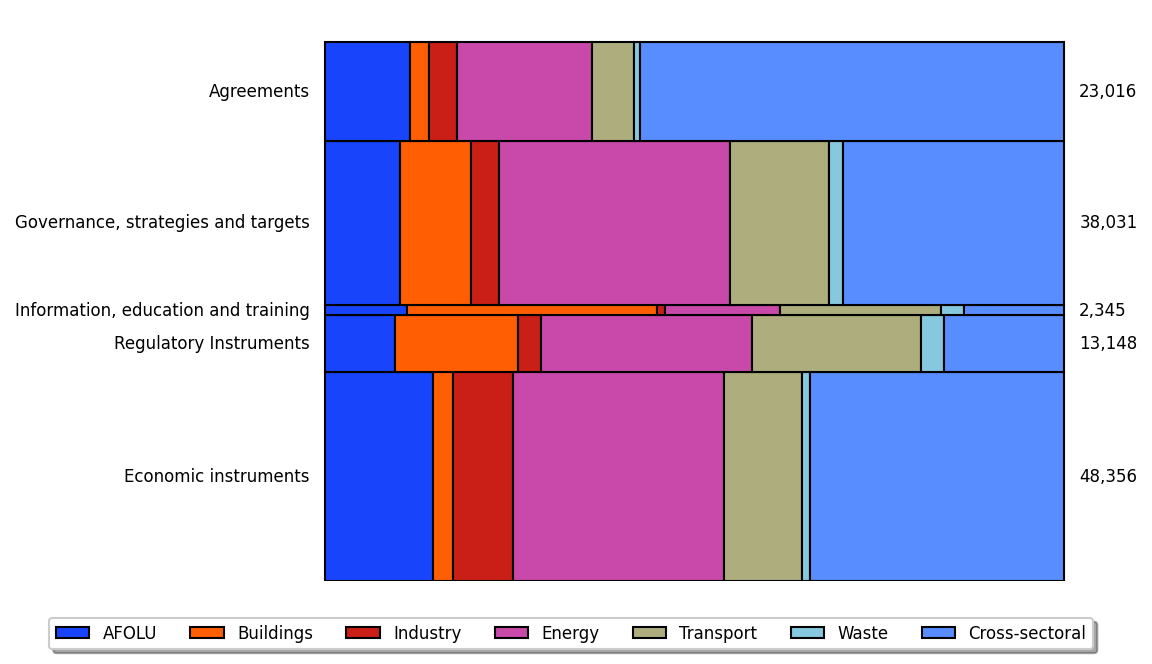 Agreements 23,016
Governance, strategies and targets 38,031
Information, education and training 2,345
Regulatory Instruments 13,148
Economic instruments 48,356
AFOLU Buildings Industry Energy Transport Waste Cross-sectoral